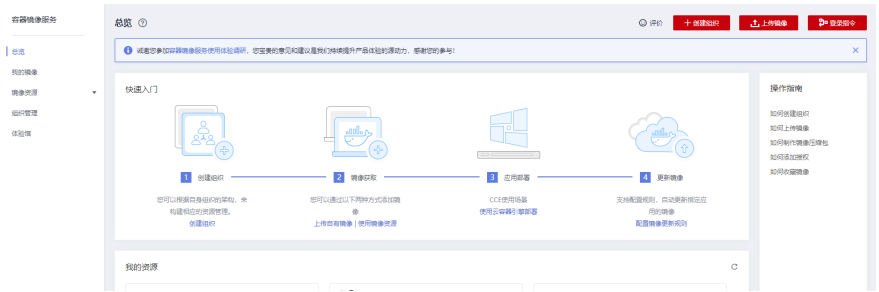 容器镜像服务
总览
评价
创建组织
上传镜像
登录指令
诚邀您参加容器镜像服务使用体验调研，您宝贵的意见和建议是我们持续提升产品体验的源动力，感谢您的参与！
总览
我的镜像
镜像资源
组织管理
体验馆
快速入门
1 创建组织
2 镜像获取
3 应用部署
4 更新镜像
您可以根据自身组织的架构，来
构建相应的资源管理。
创建组织
您可以通过以下两种方式添加镜
像
上传自有镜像 | 使用镜像资源
CCE使用场景
使用云容器引擎部署
支持配置规则，自动更新指定应
用的镜像
配置镜像更新规则
操作指南
如何创建组织
如何上传镜像
如何制作镜像压缩包
如何添加授权
如何收藏镜像
我的资源